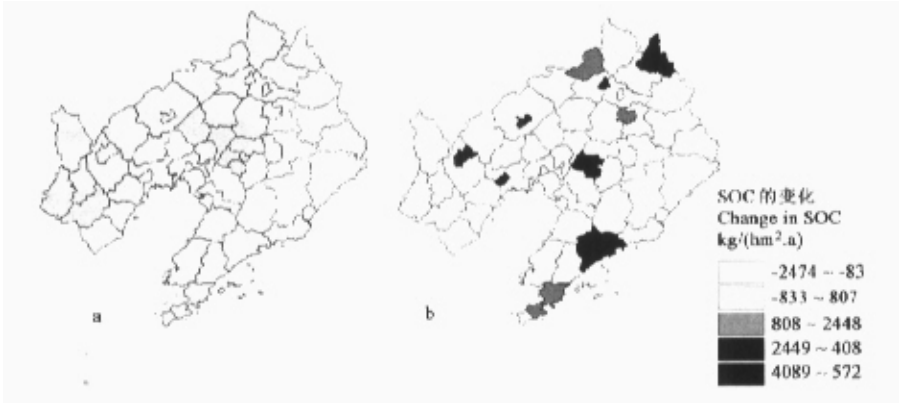 a
b
SOC 的变化
Change in SOC
kg/(hm².a)
-2474 ~ -83
-833 ~ 807
808 ~ 2448
2449 ~ 408
4089 ~ 572